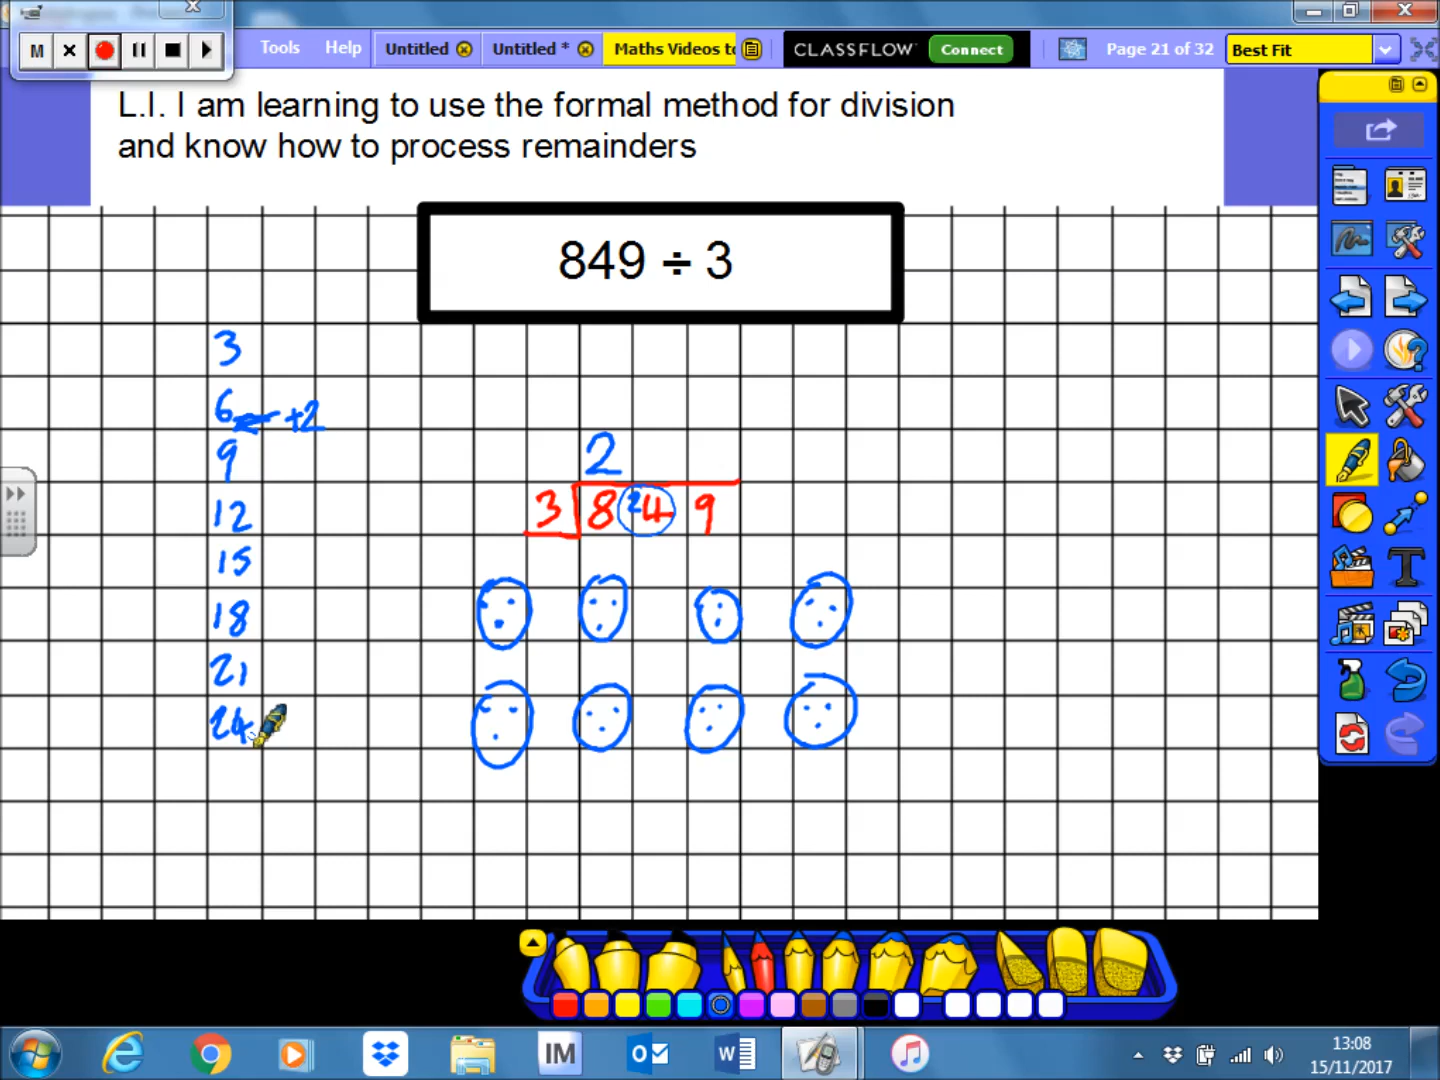 M
Tools Help Untitled Untitled * Maths Videos to CLASSFLOW Connect Page 21 of 32 Best Fit
L.I. I am learning to use the formal method for division
and know how to process remainders
849 ÷ 3
3
6 +2
9
12
15
18
21
24
2
3 8 24 9
T
IM
W
13:08
15/11/2017